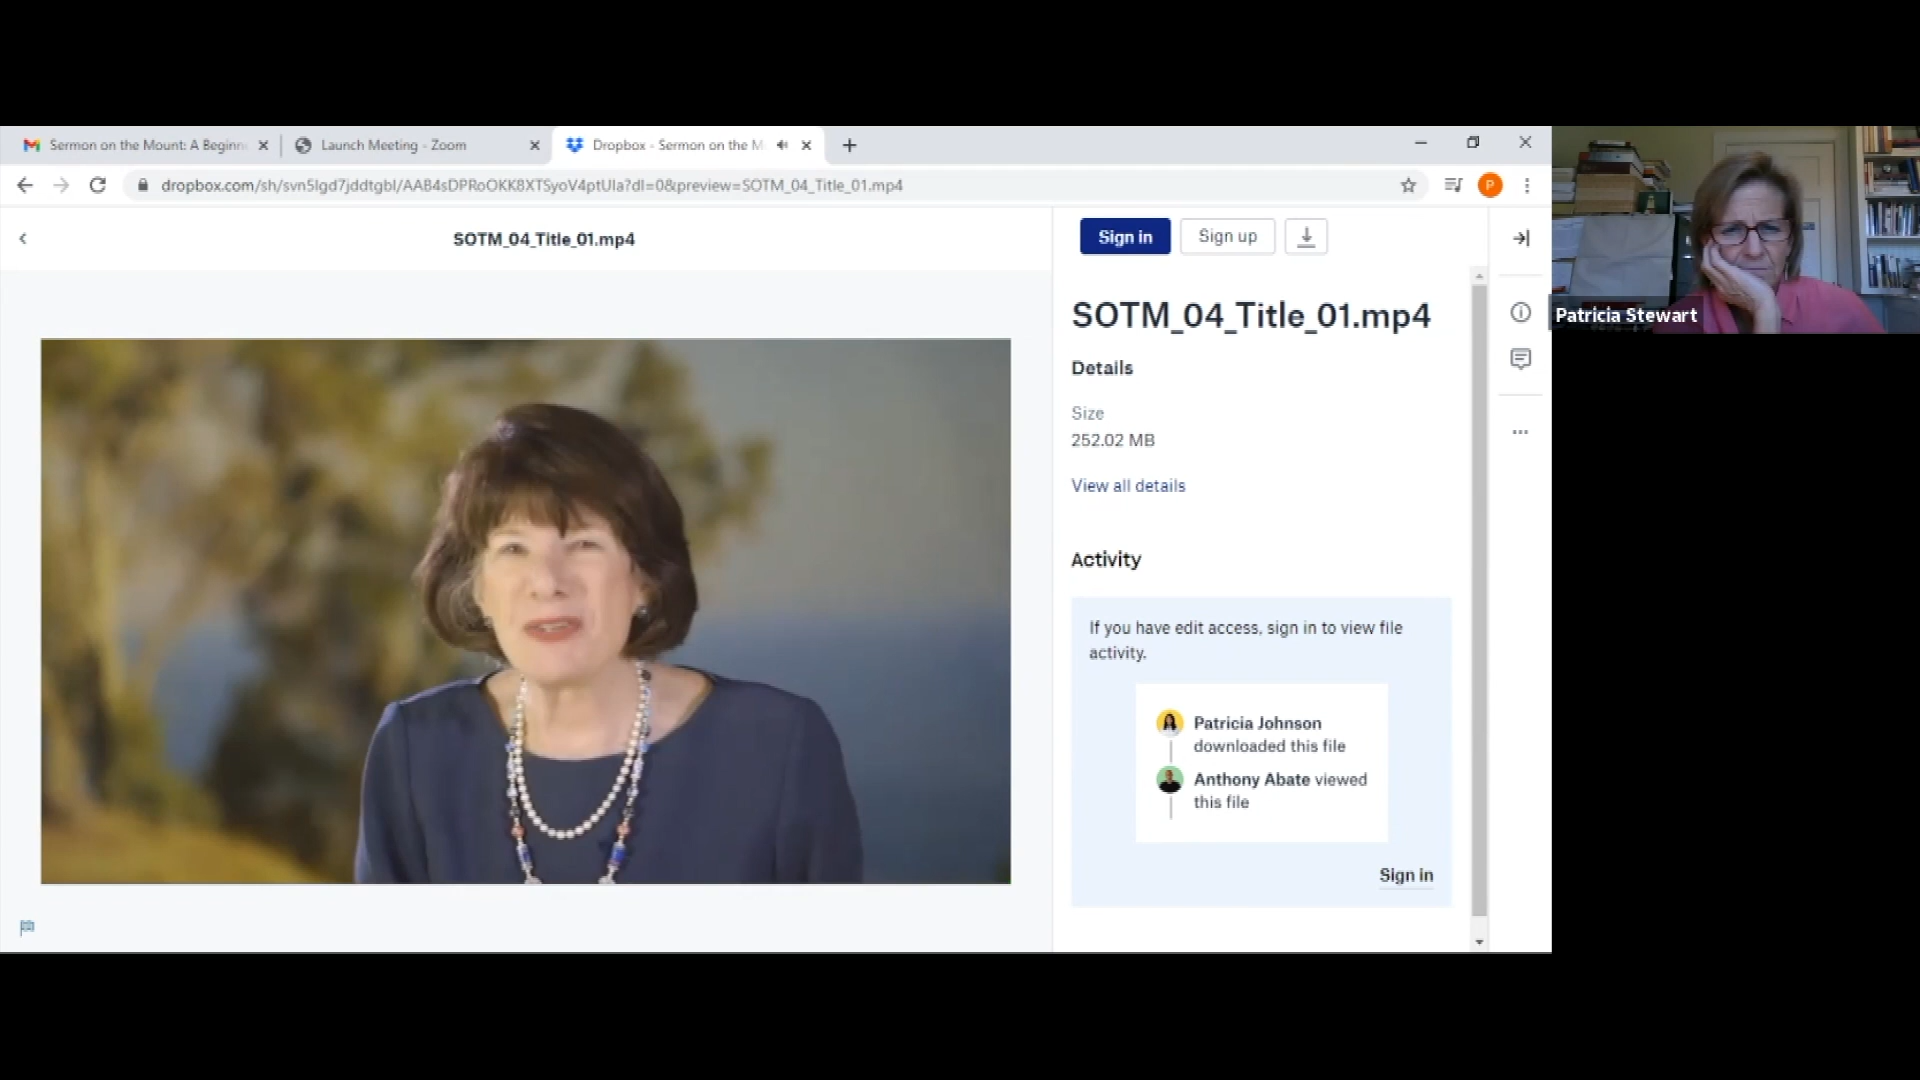 Sermon on the Mount: A Beginn
Launch Meeting - Zoom
Dropbox - Sermon on the M
dropbox.com/sh/svn5lgd7jddtgbl/AAB4sDPRoOKK8XTSyoV4ptUla?dl=0&preview=SOTM_04_Title_01.mp4
P
SOTM_04_Title_01.mp4
Sign in
Sign up
SOTM_04_Title_01.mp4
Details
Size
252.02 MB
View all details
Activity
If you have edit access, sign in to view file
activity.
Patricia Johnson
downloaded this file
Anthony Abate viewed
this file
Sign in
Patricia Stewart